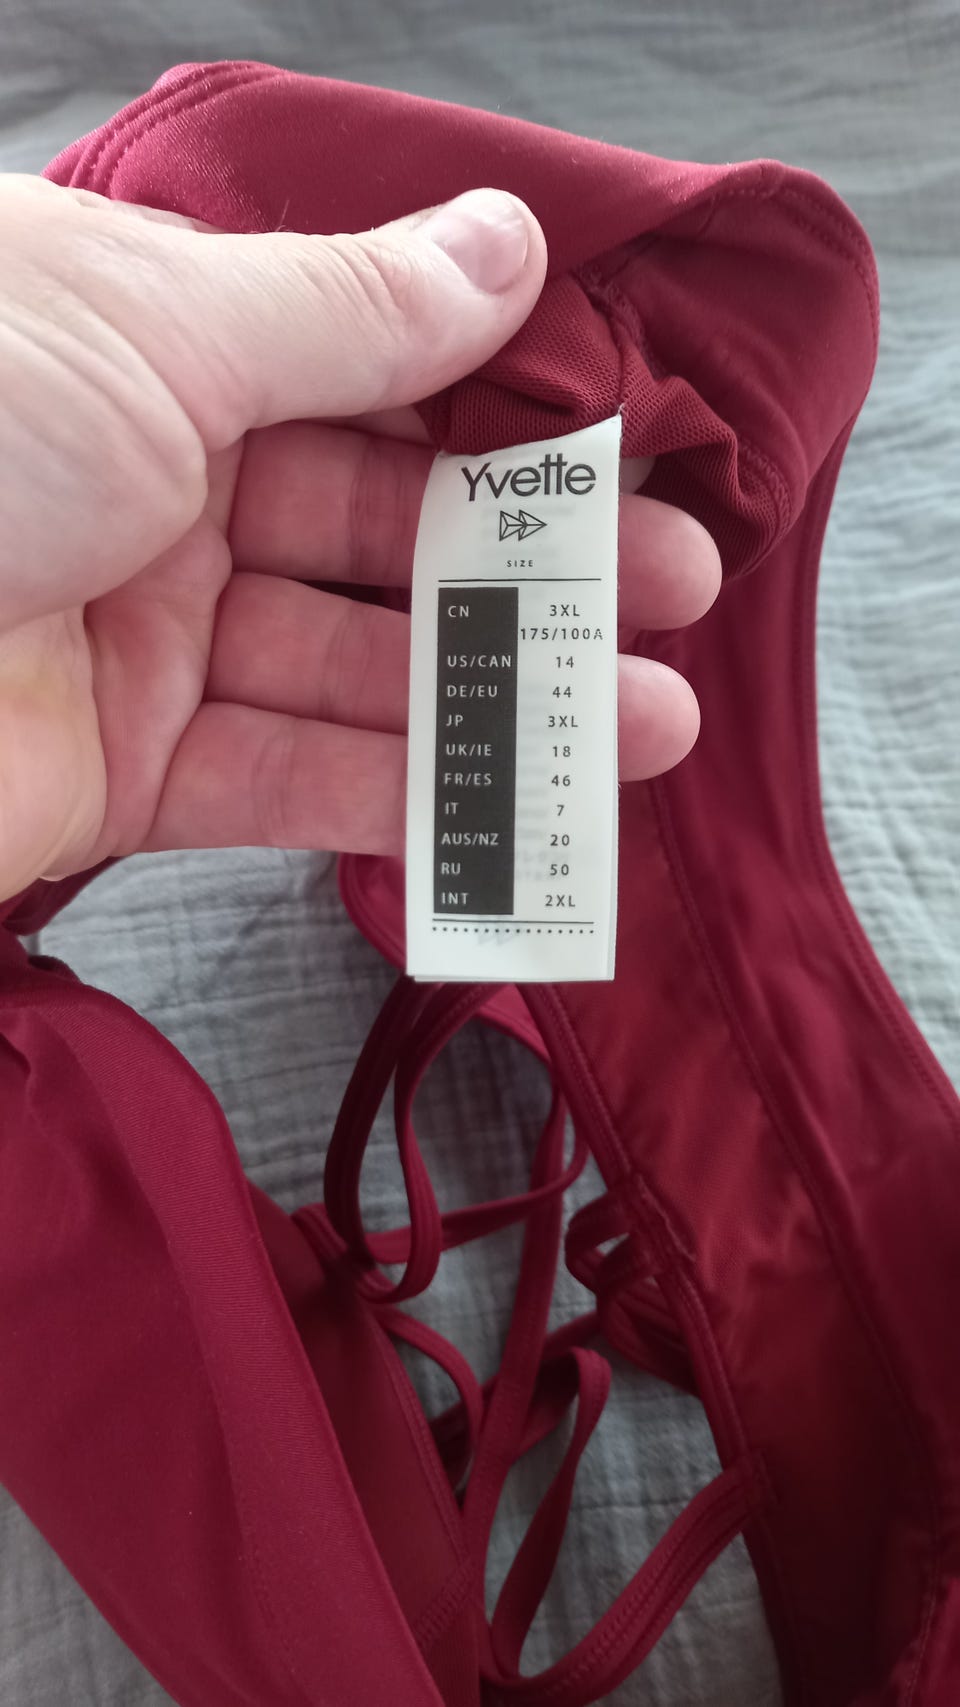 Yvette
SIZE
CN 3XL
175/100A
US/CAN 14
DE/EU 44
JP 3XL
UK/IE 18
FR/ES 46
IT 7
AUS/NZ 20
RU 50
INT 2XL